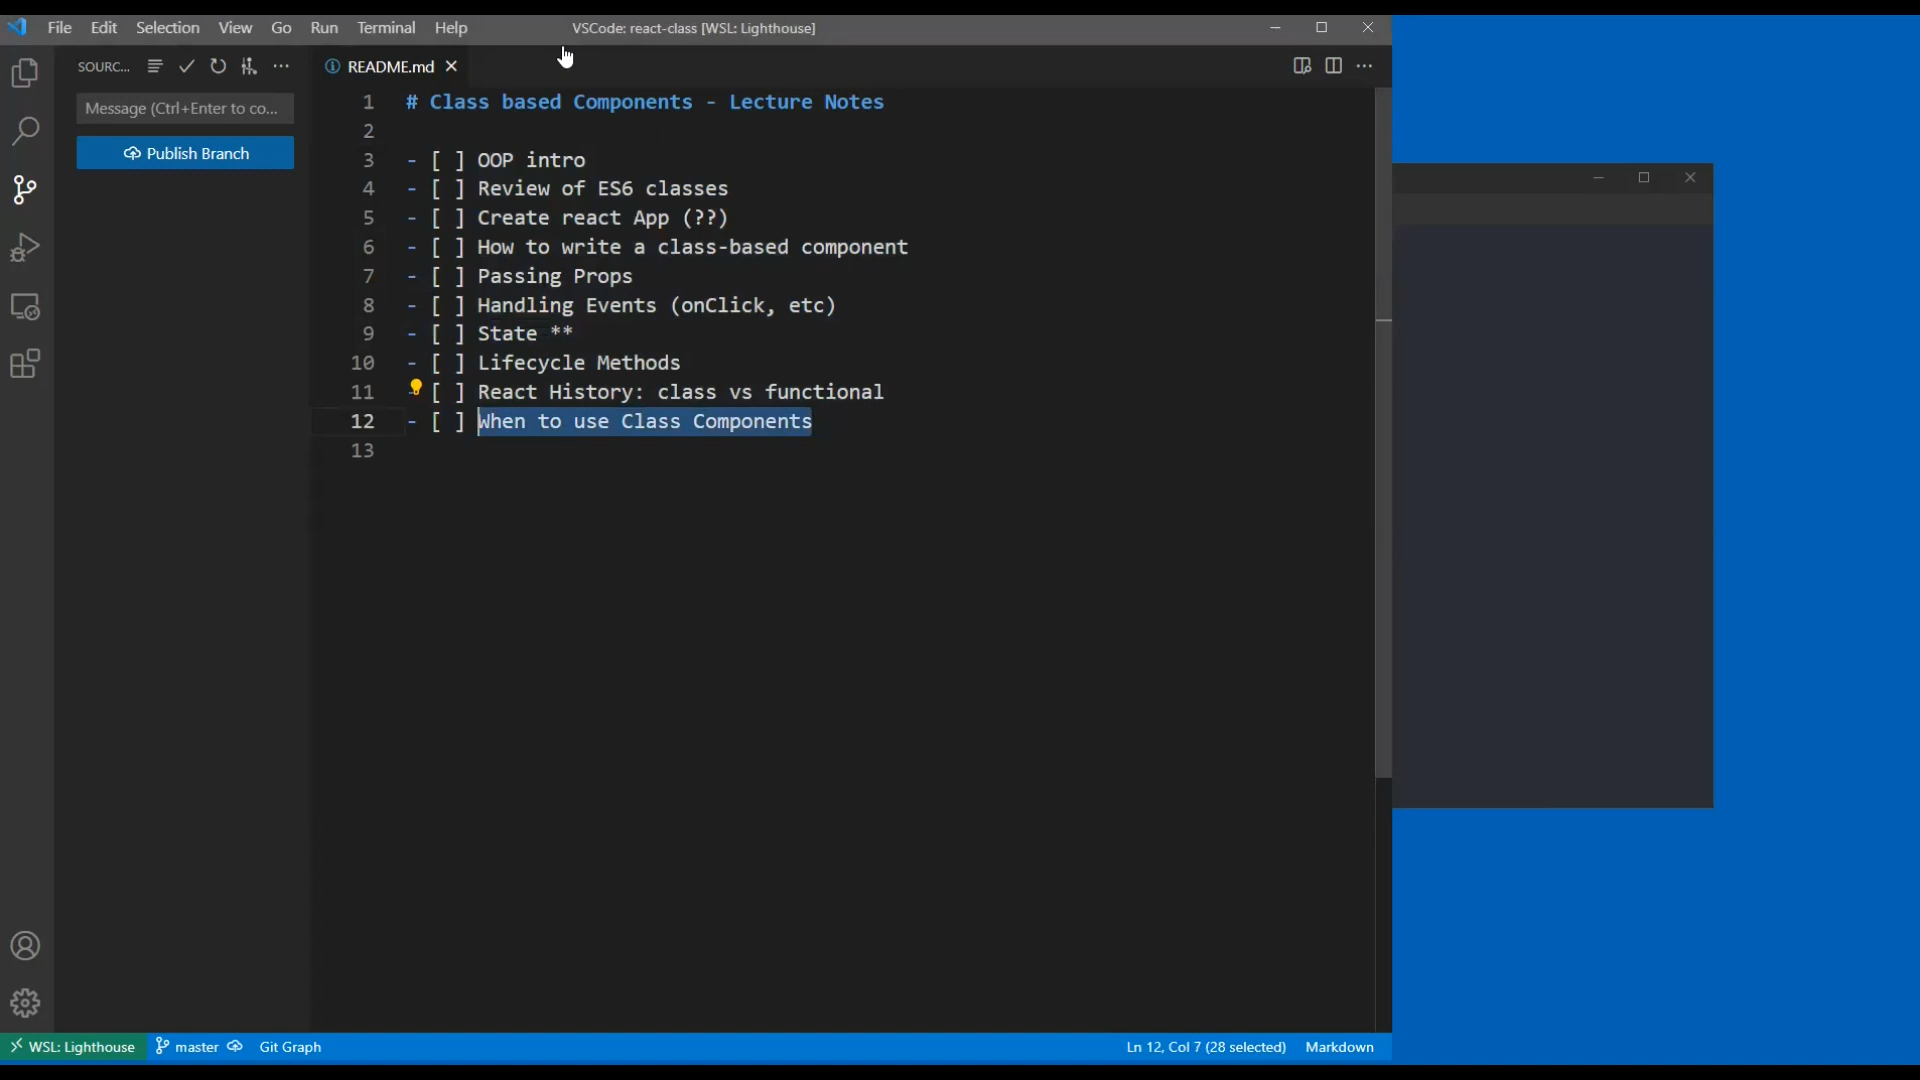 File Edit Selection View Go Run Terminal Help VSCode: react-class [WSL: Lighthouse]
SOURC...
README.md
Message (Ctrl+Enter to co...
Publish Branch
1 # Class based Components - Lecture Notes
2
3 - [ ] OOP intro
4 - [ ] Review of ES6 classes
5 - [ ] Create react App (??)
6 - [ ] How to write a class-based component
7 - [ ] Passing Props
8 - [ ] Handling Events (onClick, etc)
9 - [ ] State **
10 - [ ] Lifecycle Methods
11 - [ ] React History: class vs functional
12 - [ ] When to use Class Components
13
WSL: Lighthouse master Git Graph Ln 12, Col 7 (28 selected) Markdown